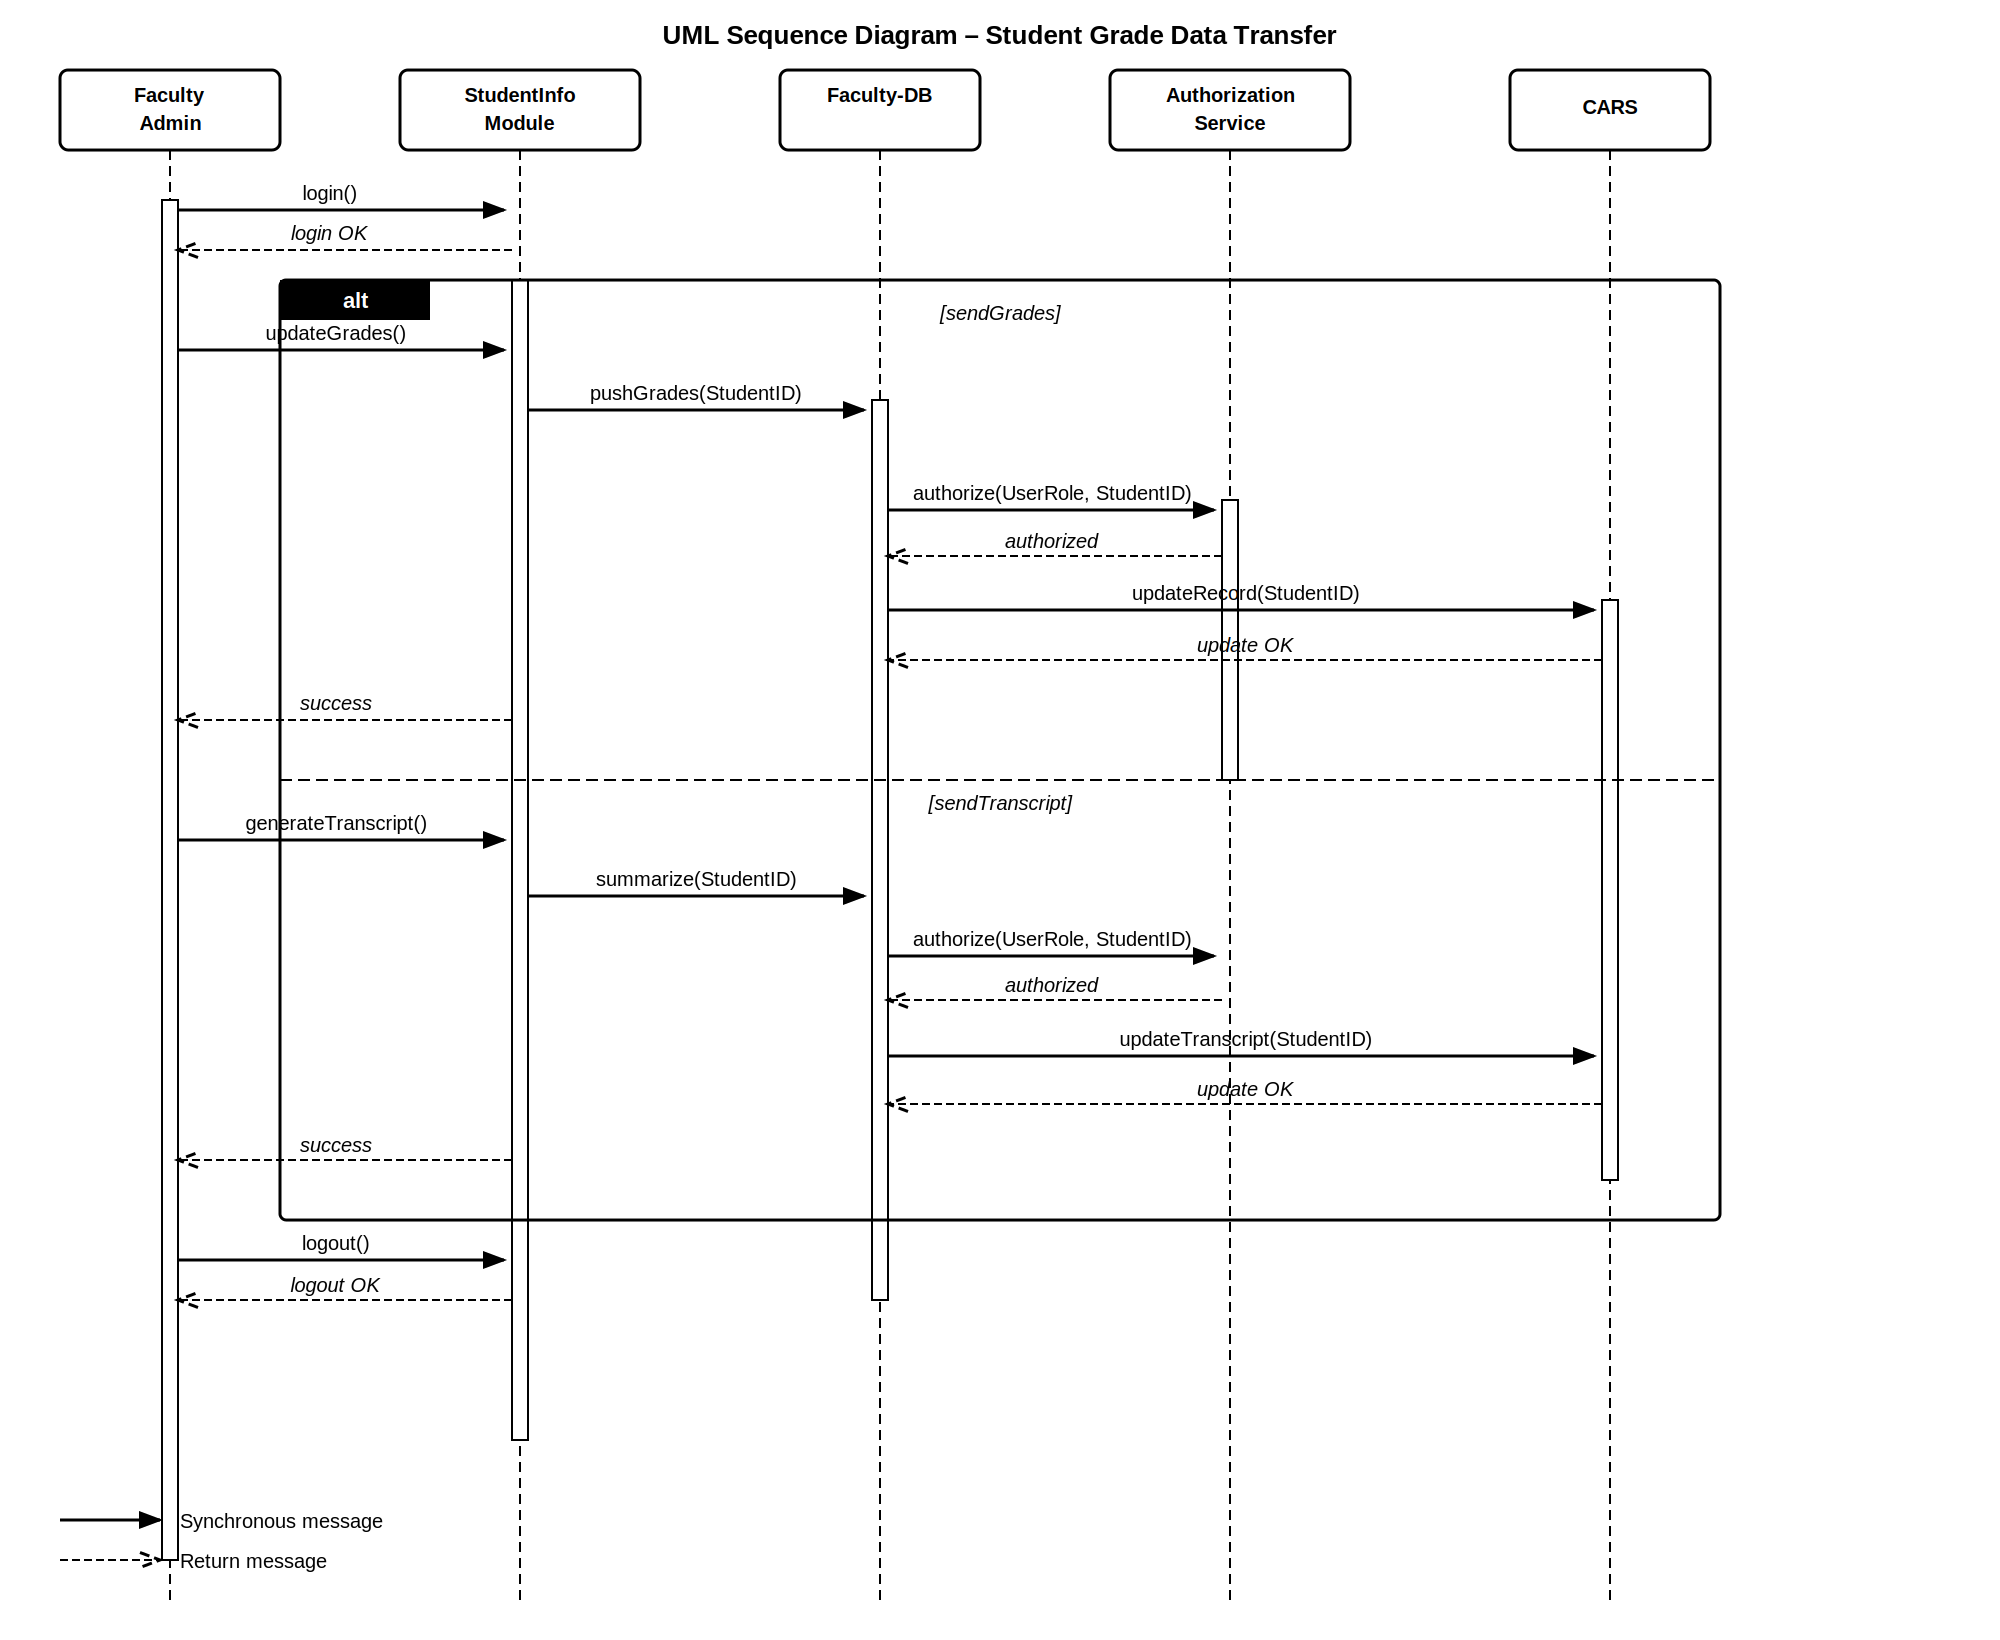 UML Sequence Diagram – Student Grade Data Transfer
Faculty
Admin
StudentInfo
Module
Faculty-DB
Authorization
Service
CARS
login()
login OK
alt
[sendGrades]
updateGrades()
pushGrades(StudentID)
authorize(UserRole, StudentID)
authorized
updateRecord(StudentID)
update OK
success
[sendTranscript]
generateTranscript()
summarize(StudentID)
authorize(UserRole, StudentID)
authorized
updateTranscript(StudentID)
update OK
success
logout()
logout OK
Synchronous message
Return message